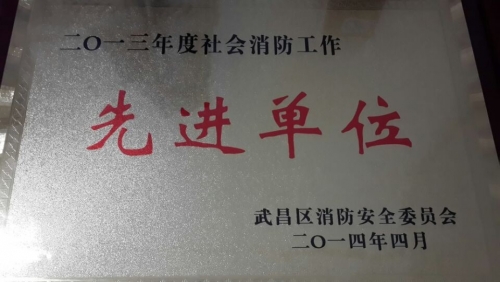 二〇一三年度社会消防工作
先进单位
武昌区消防安全委员会
二〇一四年四月